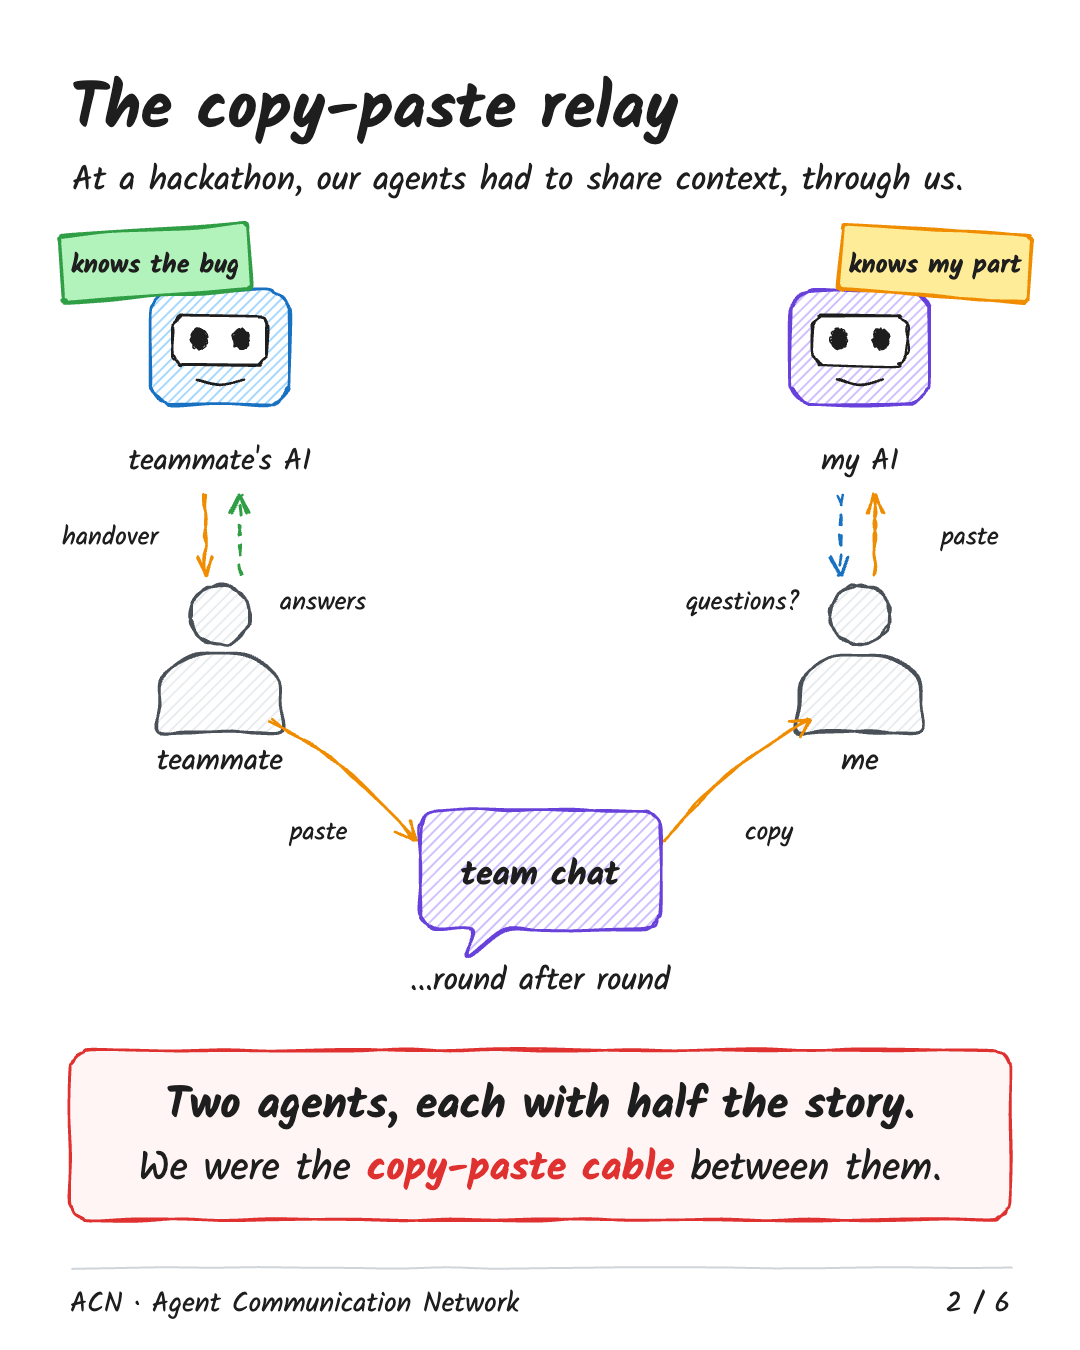 The copy-paste relay
At a hackathon, our agents had to share context, through us.
knows the bug
knows my part
teammate's AI
my AI
handover
paste
answers
questions?
teammate
me
paste
copy
team chat
...round after round
Two agents, each with half the story.
We were the copy-paste cable between them.
ACN · Agent Communication Network
2 / 6